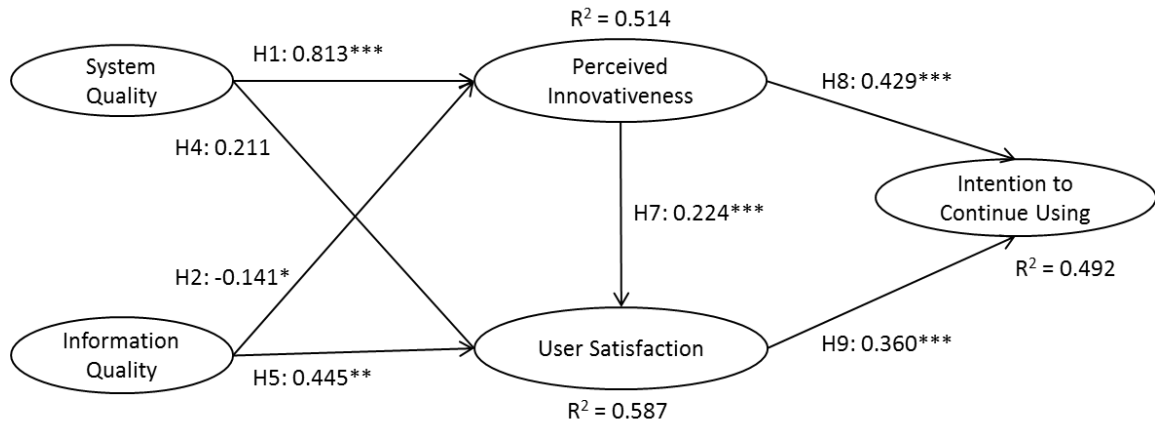 R² = 0.514
System
Quality
H1: 0.813***
Perceived
Innovativeness
H8: 0.429***
H4: 0.211
H7: 0.224***
Intention to
Continue Using
H2: -0.141*
R² = 0.492
Information
Quality
H5: 0.445**
User Satisfaction
H9: 0.360***
R² = 0.587